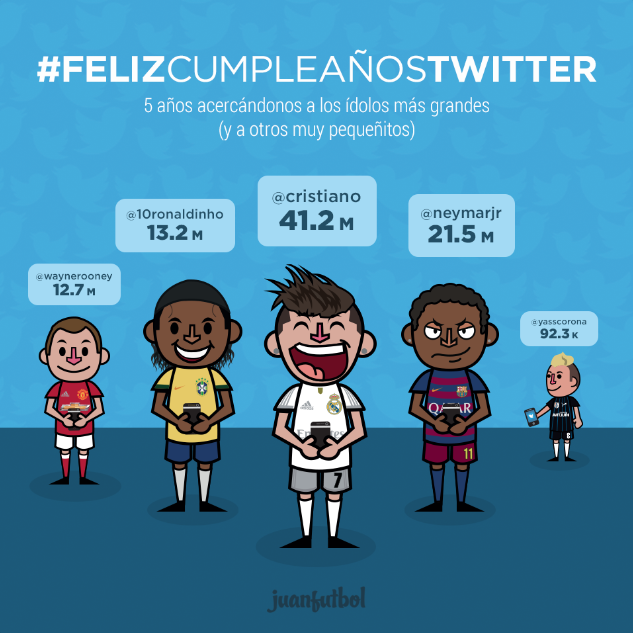 #FELIZCUMPLEAÑOSTWITTER
5 años acercándonos a los ídolos más grandes
(y a otros muy pequeñitos)
@cristiano
41.2 M
@10ronaldinho
13.2 M
@neymarjr
21.5 M
@waynerooney
12.7 M
@yasscorona
92.3 K
QATAR
7
11
juanfutbol